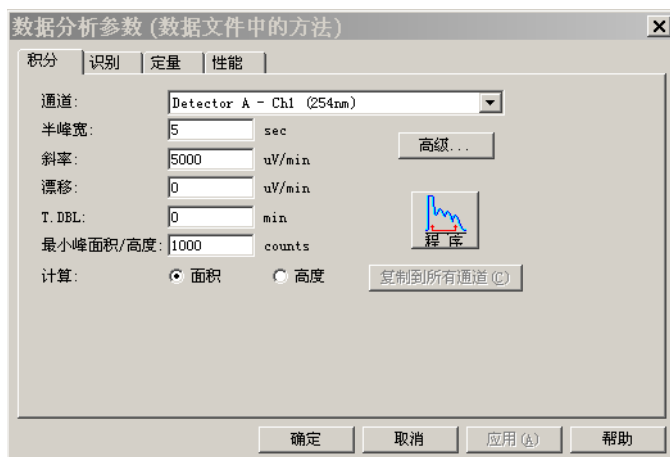 数据分析参数(数据文件中的方法)
积分 识别 定量 性能
通道: Detector A - Ch1 (254nm)
半峰宽: 5 sec
高级...
斜率: 5000 uV/min
漂移: 0 uV/min
T.DBL: 0 min
程 序
最小峰面积/高度: 1000 counts
计算: 面积 高度 复制到所有通道(C)
确定 取消 应用(A) 帮助